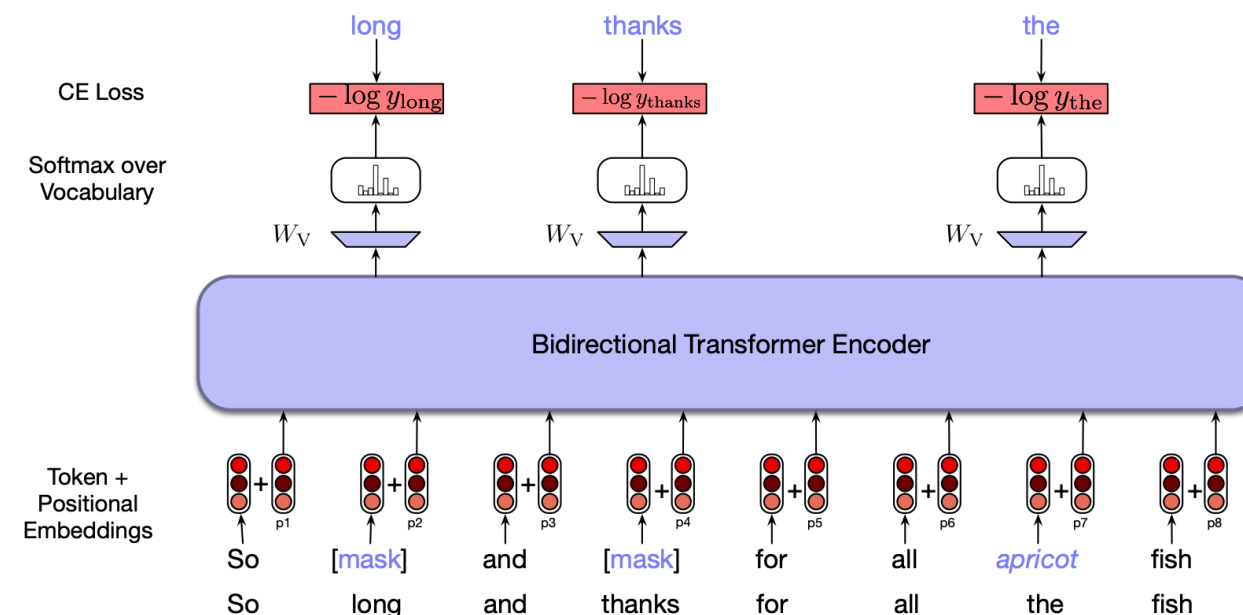 long thanks the
CE Loss
− log y_long − log y_thanks − log y_the
Softmax over
Vocabulary
W_V W_V W_V
Bidirectional Transformer Encoder
Token +
Positional
Embeddings
+ + + + + + + +
p1 p2 p3 p4 p5 p6 p7 p8
So [mask] and [mask] for all apricot fish
So long and thanks for all the fish